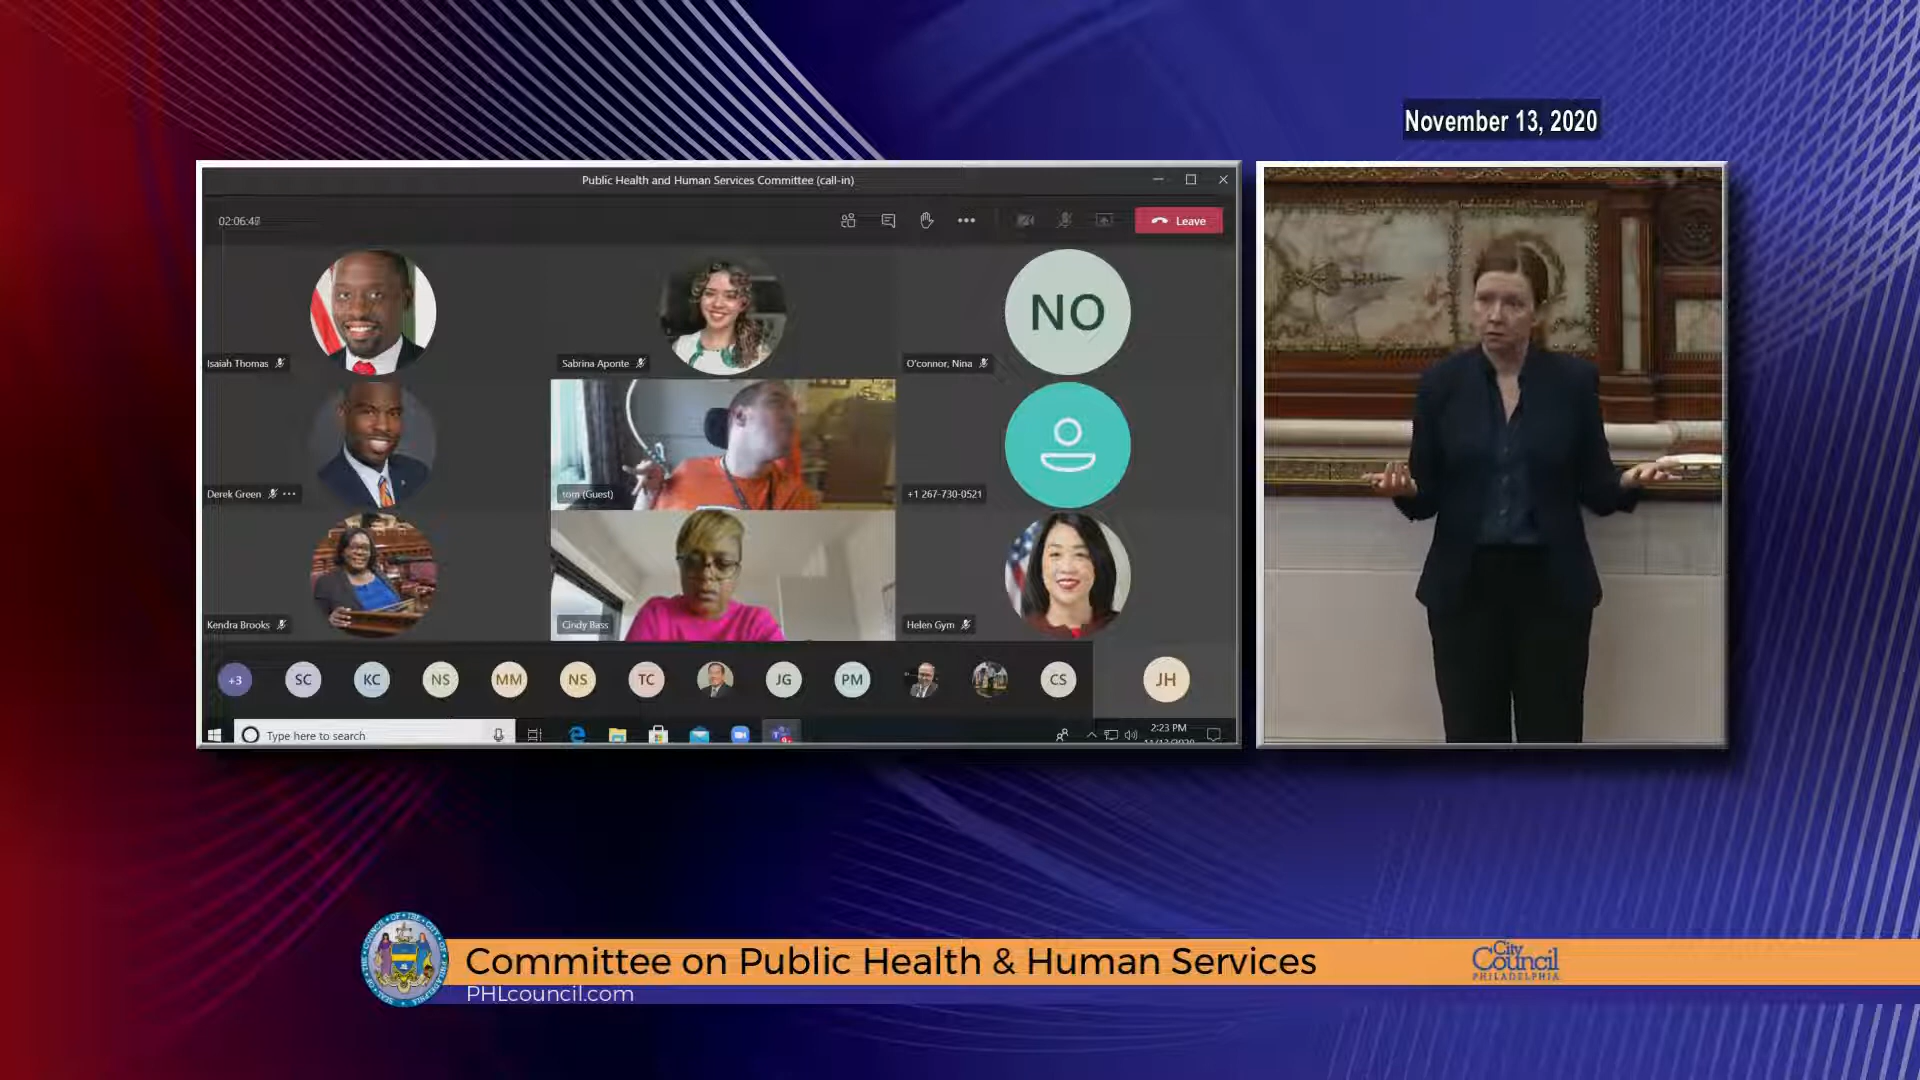 November 13, 2020
Public Health and Human Services Committee (call-in)
02:06:47
Leave
Isaiah Thomas
Sabrina Aponte
NO
O'connor, Nina
Derek Green
tom (Guest)
+1 267-730-0521
Kendra Brooks
Cindy Bass
Helen Gym
+3
SC
KC
NS
MM
NS
TC
JG
PM
CS
JH
Type here to search
2:23 PM
11/13/2020
Committee on Public Health & Human Services
City
Council
PHILADELPHIA
PHLcouncil.com